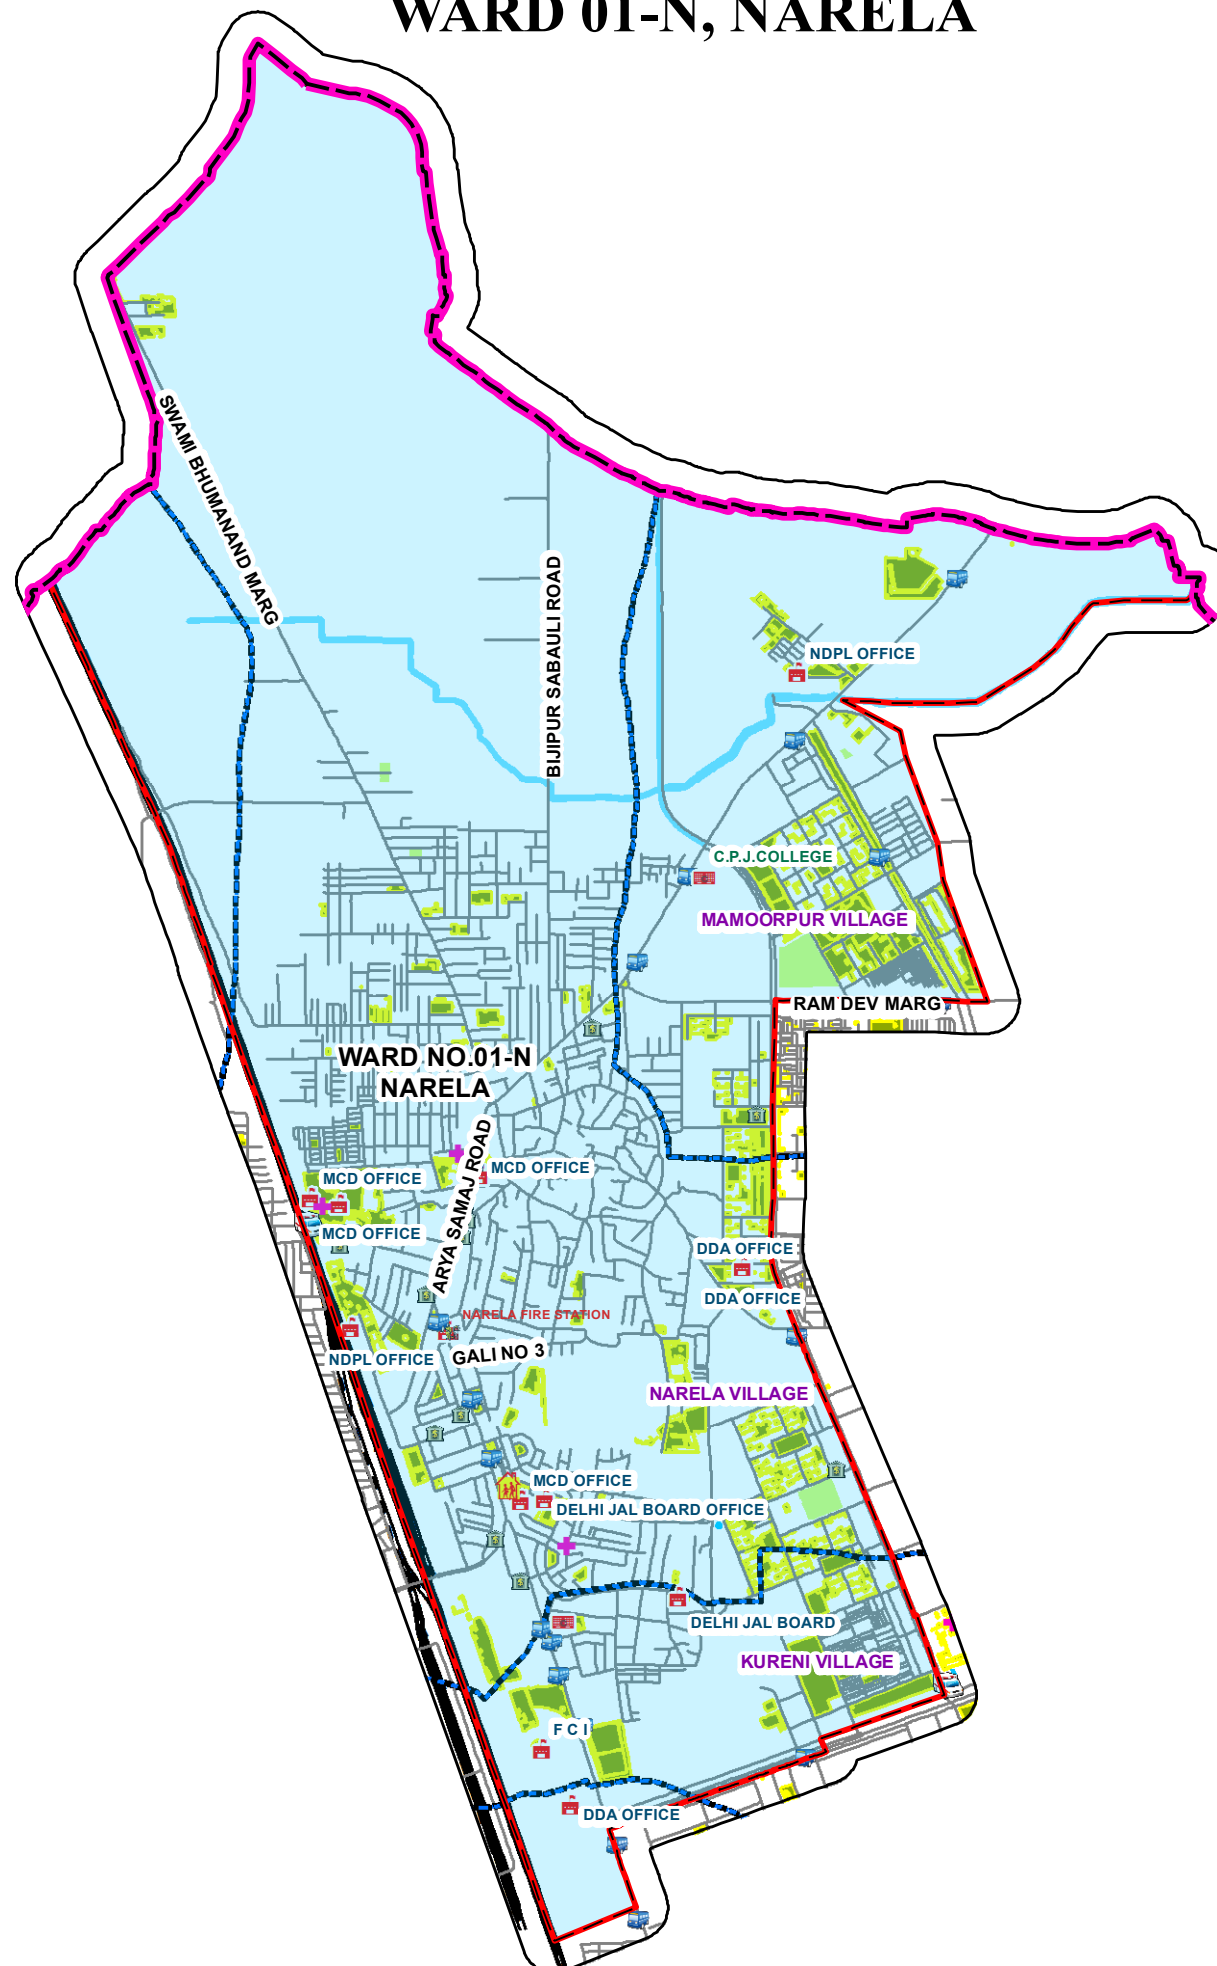 WARD 01-N, NARELA
SWAMI BHUMANAND MARG
BIJIPUR SABAULI ROAD
NDPL OFFICE
C.P.J.COLLEGE
MAMOORPUR VILLAGE
RAM DEV MARG
WARD NO.01-N
NARELA
ARYA SAMAJ ROAD
MCD OFFICE
MCD OFFICE
MCD OFFICE
DDA OFFICE
DDA OFFICE
NARELA FIRE STATION
GALI NO 3
NDPL OFFICE
NARELA VILLAGE
MCD OFFICE
DELHI JAL BOARD OFFICE
DELHI JAL BOARD
KURENI VILLAGE
F C I
DDA OFFICE